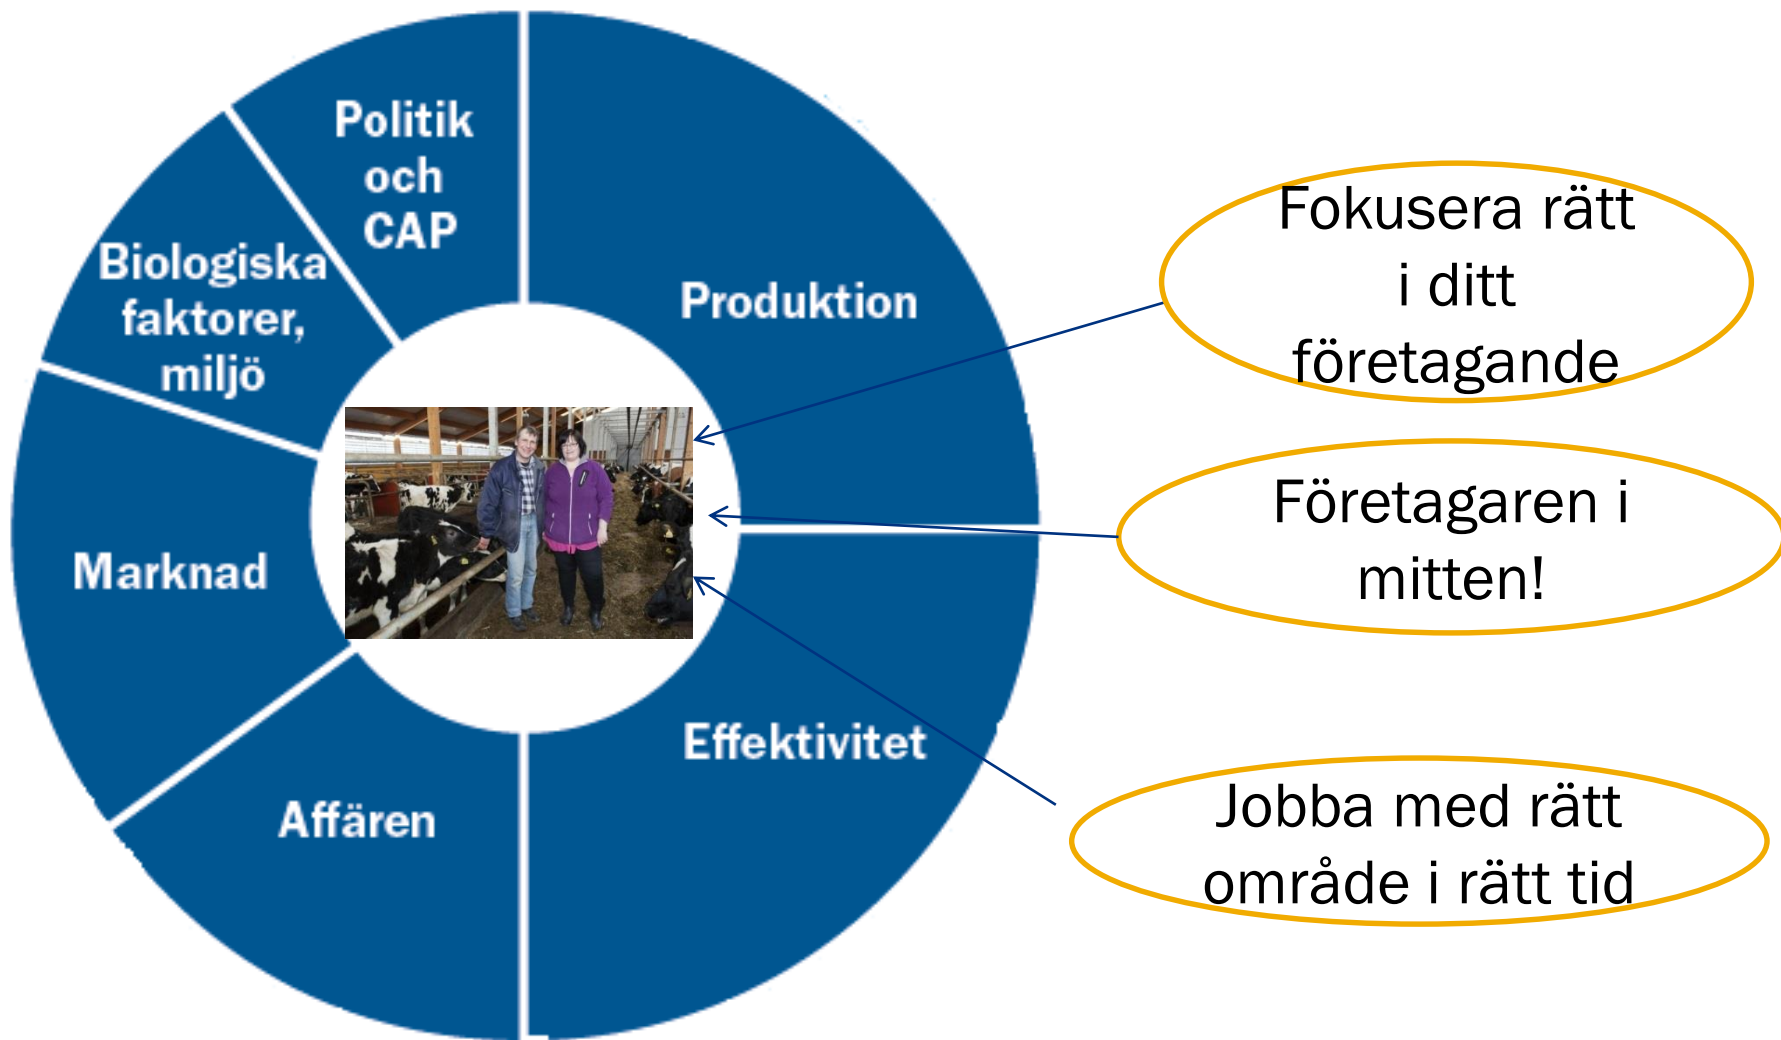 Politik
och
CAP
Biologiska
faktorer,
miljö
Produktion
Marknad
Effektivitet
Affären
Fokusera rätt
i ditt
företagande
Företagaren i
mitten!
Jobba med rätt
område i rätt tid